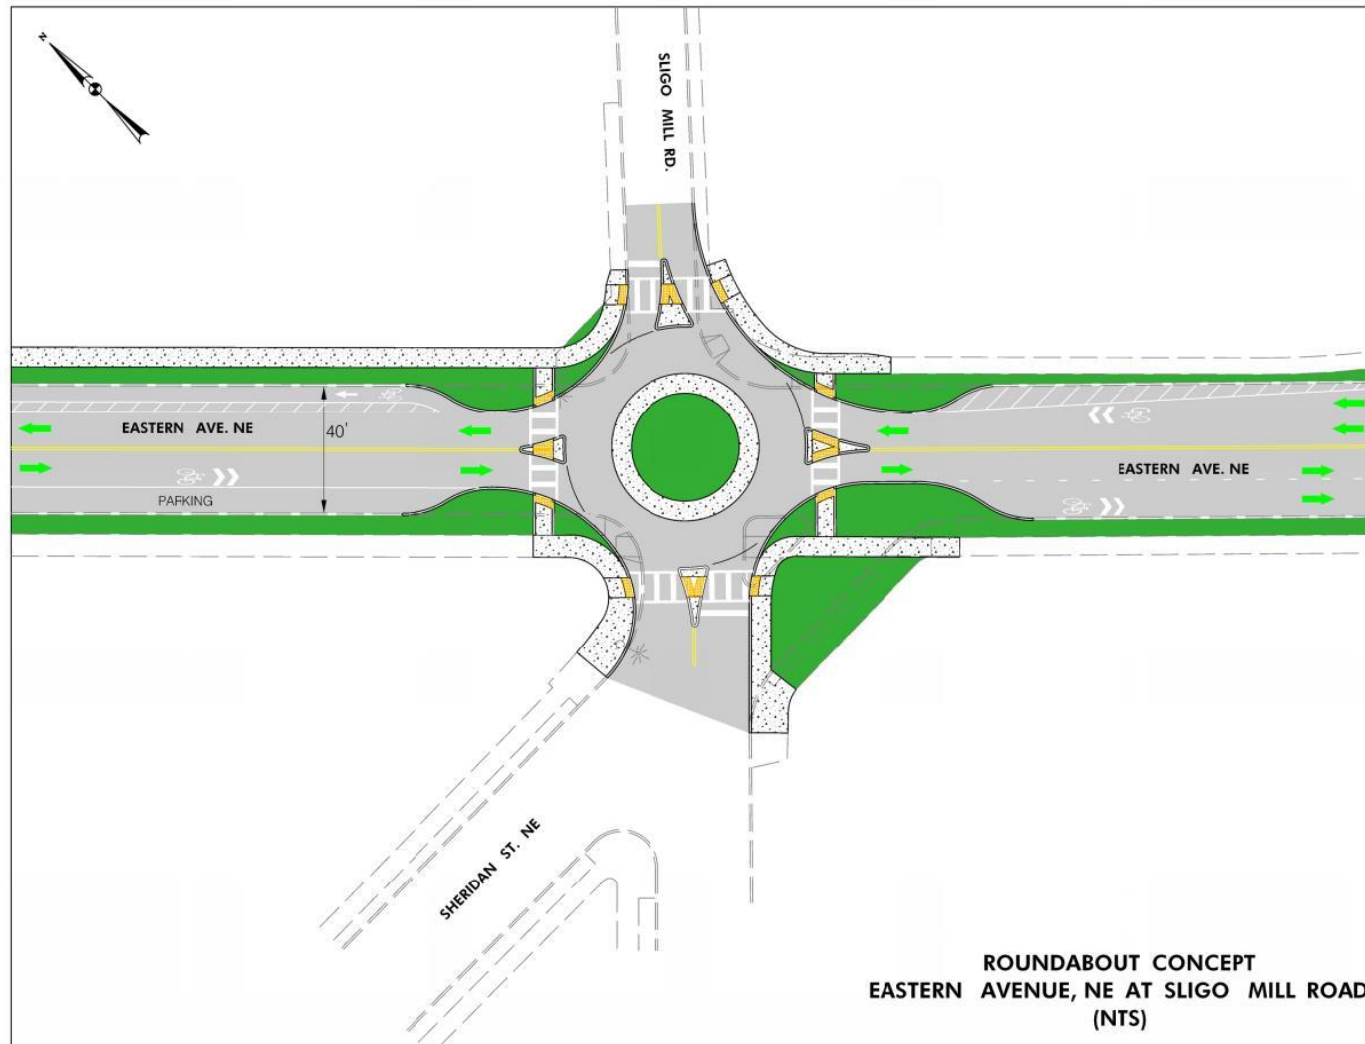 N
SLIGO MILL RD.
EASTERN AVE. NE
40'
PARKING
EASTERN AVE. NE
SHERIDAN ST. NE
ROUNDABOUT CONCEPT
EASTERN AVENUE, NE AT SLIGO MILL ROAD
(NTS)